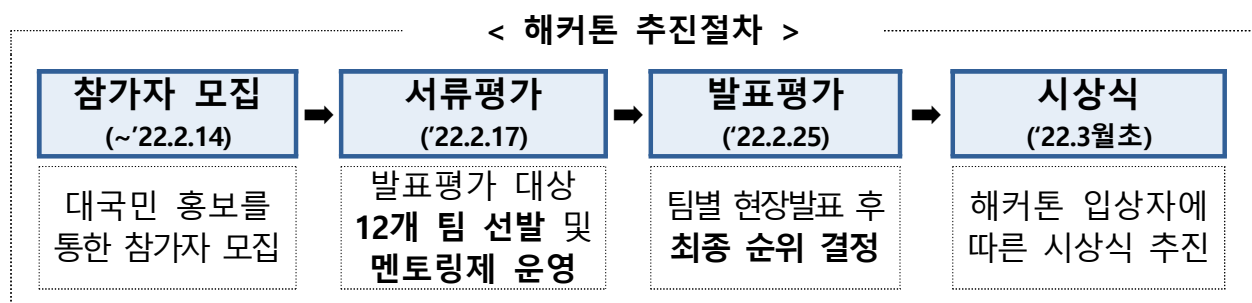 < 해커톤 추진절차 >
참가자 모집
(~'22.2.14)
➡
서류평가
('22.2.17)
➡
발표평가
('22.2.25)
➡
시상식
('22.3월초)
대국민 홍보를
통한 참가자 모집
발표평가 대상
12개 팀 선발 및
멘토링제 운영
팀별 현장발표 후
최종 순위 결정
해커톤 입상자에
따른 시상식 추진